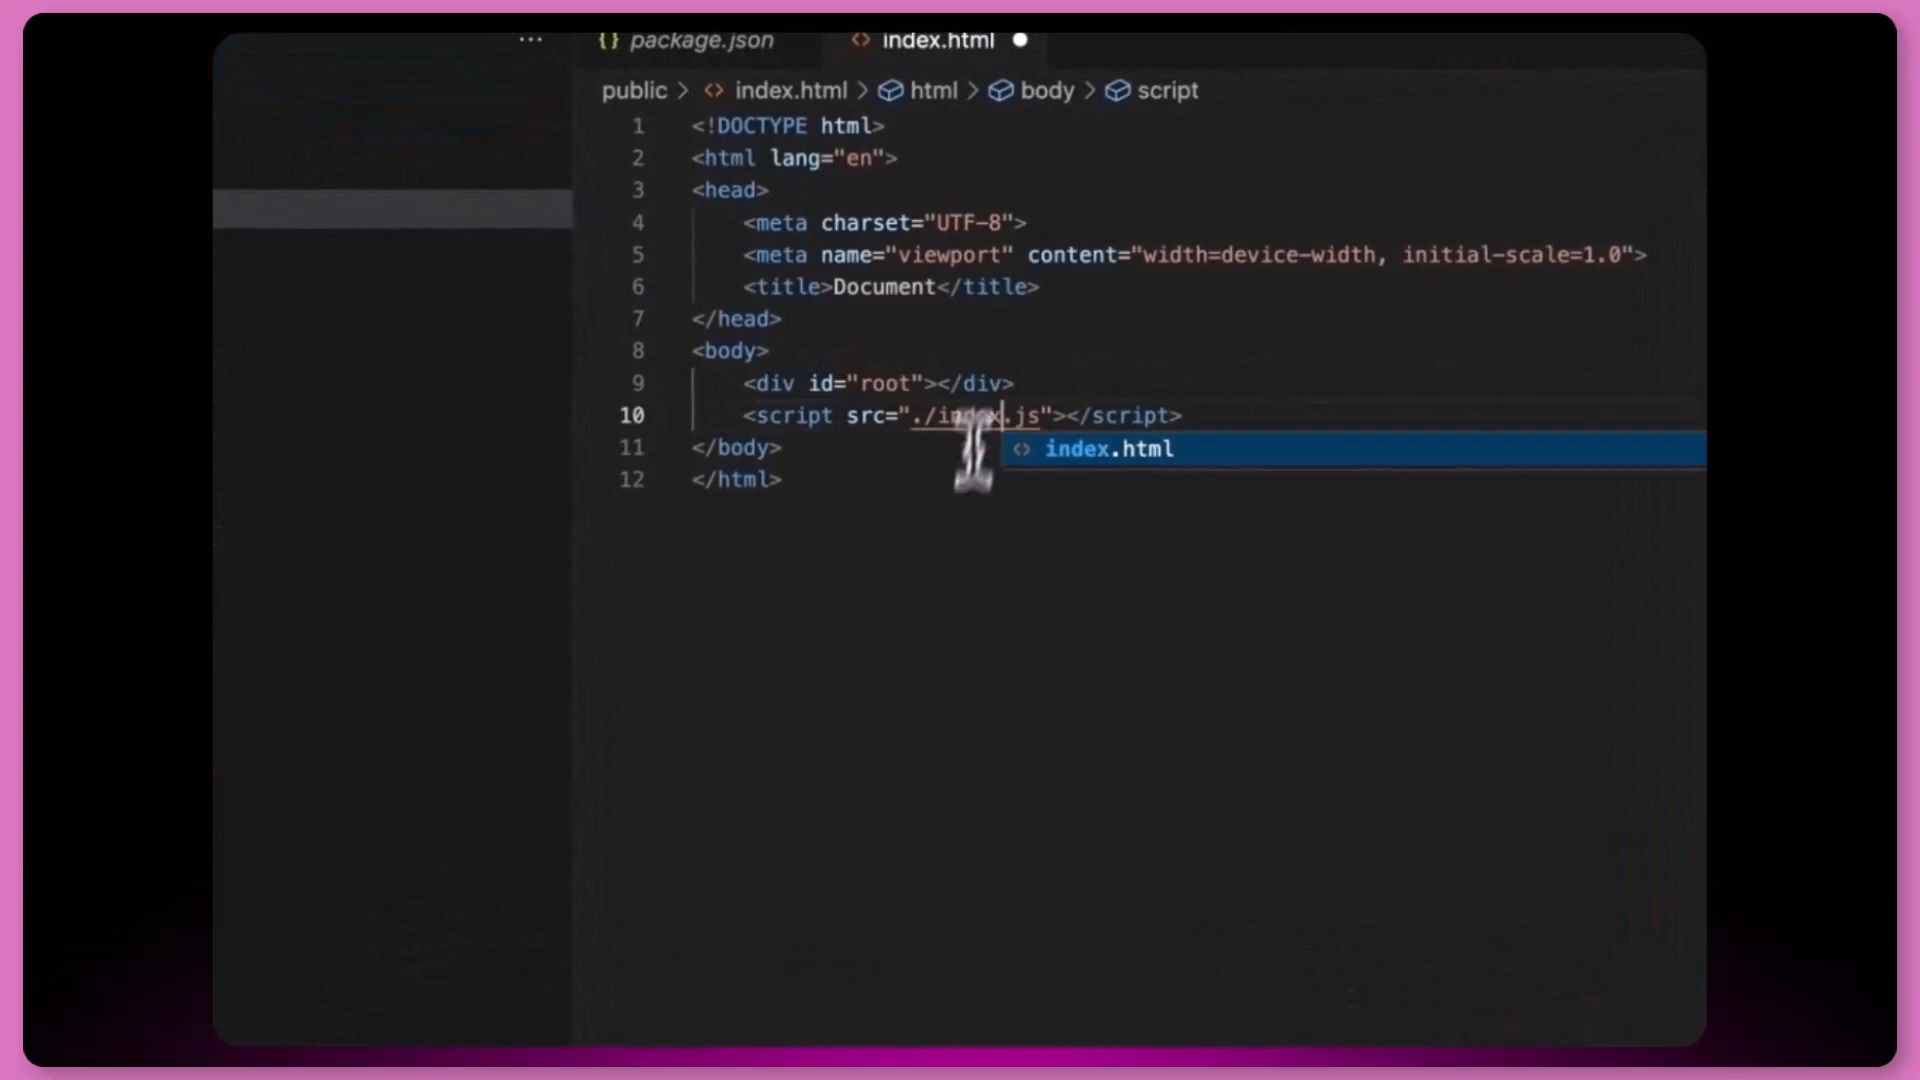 ··· {} package.json <> index.html ●
public > <> index.html > html > body > script
1 <!DOCTYPE html>
2 <html lang="en">
3 <head>
4 <meta charset="UTF-8">
5 <meta name="viewport" content="width=device-width, initial-scale=1.0">
6 <title>Document</title>
7 </head>
8 <body>
9 <div id="root"></div>
10 <script src="./index.js"></script>
<> index.html
11 </body>
12 </html>